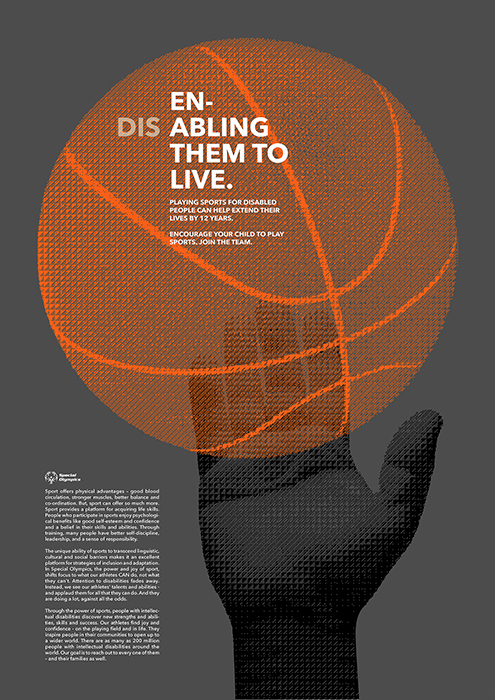 EN-
DIS ABLING
THEM TO
LIVE.
PLAYING SPORTS FOR DISABLED
PEOPLE CAN HELP EXTEND THEIR
LIVES BY 12 YEARS.
ENCOURAGE YOUR CHILD TO PLAY
SPORTS. JOIN THE TEAM.
Special
Olympics
Sport offers physical advantages – good blood
circulation, stronger muscles, better balance and
co-ordination. But, sport can offer so much more.
Sport provides a platform for acquiring life skills.
People who participate in sports enjoy psychologi-
cal benefits like good self-esteem and confidence
and a belief in their skills and abilities. Through
training, many people have better self-discipline,
leadership, and a sense of responsibility.
The unique ability of sports to transcend linguistic,
cultural and social barriers makes it an excellent
platform for strategies of inclusion and adaptation.
In Special Olympics, the power and joy of sport,
shifts focus to what our athletes CAN do, not what
they can't. Attention to disabilities fades away.
Instead, we see our athletes' talents and abilities -
and applaud them for all that they can do. And they
are doing a lot, against all the odds.
Through the power of sports, people with intellec-
tual disabilities discover new strengths and abili-
ties, skills and success. Our athletes find joy and
confidence - on the playing field and in life. They
inspire people in their communities to open up to
a wider world. There are as many as 200 million
people with intellectual disabilities around the
world. Our goal is to reach out to every one of them
- and their families as well.